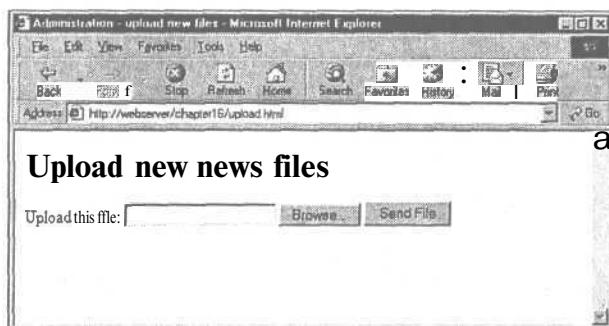 Administration - upload new files - Microsoft Internet Explorer
File Edit View Favorites Tools Help
Back f Stop Refresh Home Search Favorites History Mail Print
Address http://webserver/chapter16/upload.html Go
a
Upload new news files
Upload this ffle: Browse... Send File